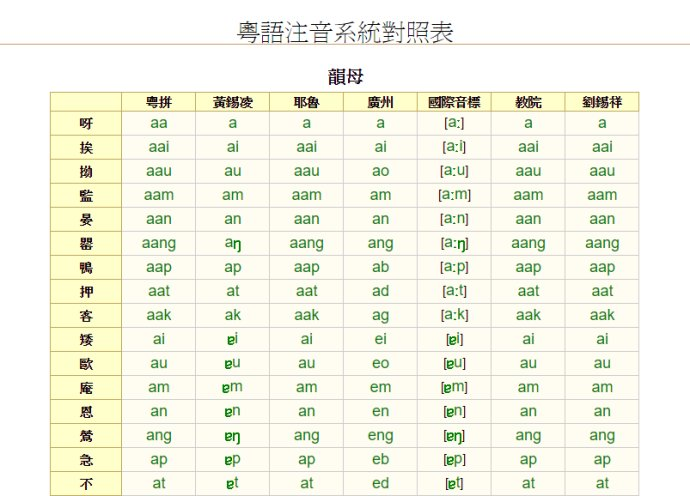 粵語注音系統對照表
韻母
粵拼 黃錫凌 耶魯 廣州 國際音標 教院 劉錫祥
呀 aa a a a [aː] a a
挨 aai ai aai ai [aːi] aai aai
拗 aau au aau ao [aːu] aau aau
監 aam am aam am [aːm] aam aam
晏 aan an aan an [aːn] aan aan
罌 aang aŋ aang ang [aːŋ] aang aang
鴨 aap ap aap ab [aːp] aap aap
押 aat at aat ad [aːt] aat aat
客 aak ak aak ag [aːk] aak aak
矮 ai ɐi ai ei [ɐi] ai ai
歐 au ɐu au eo [ɐu] au au
庵 am ɐm am em [ɐm] am am
恩 an ɐn an en [ɐn] an an
鶯 ang ɐŋ ang eng [ɐŋ] ang ang
急 ap ɐp ap eb [ɐp] ap ap
不 at ɐt at ed [ɐt] at at